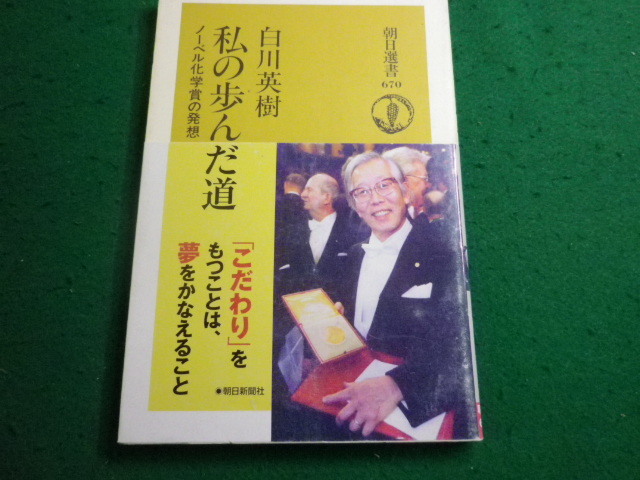 朝日選書
670
白川英樹
私の歩んだ道
ノーベル化学賞の発想
「こだわり」を
もつことは、
夢をかなえること
朝日新聞社